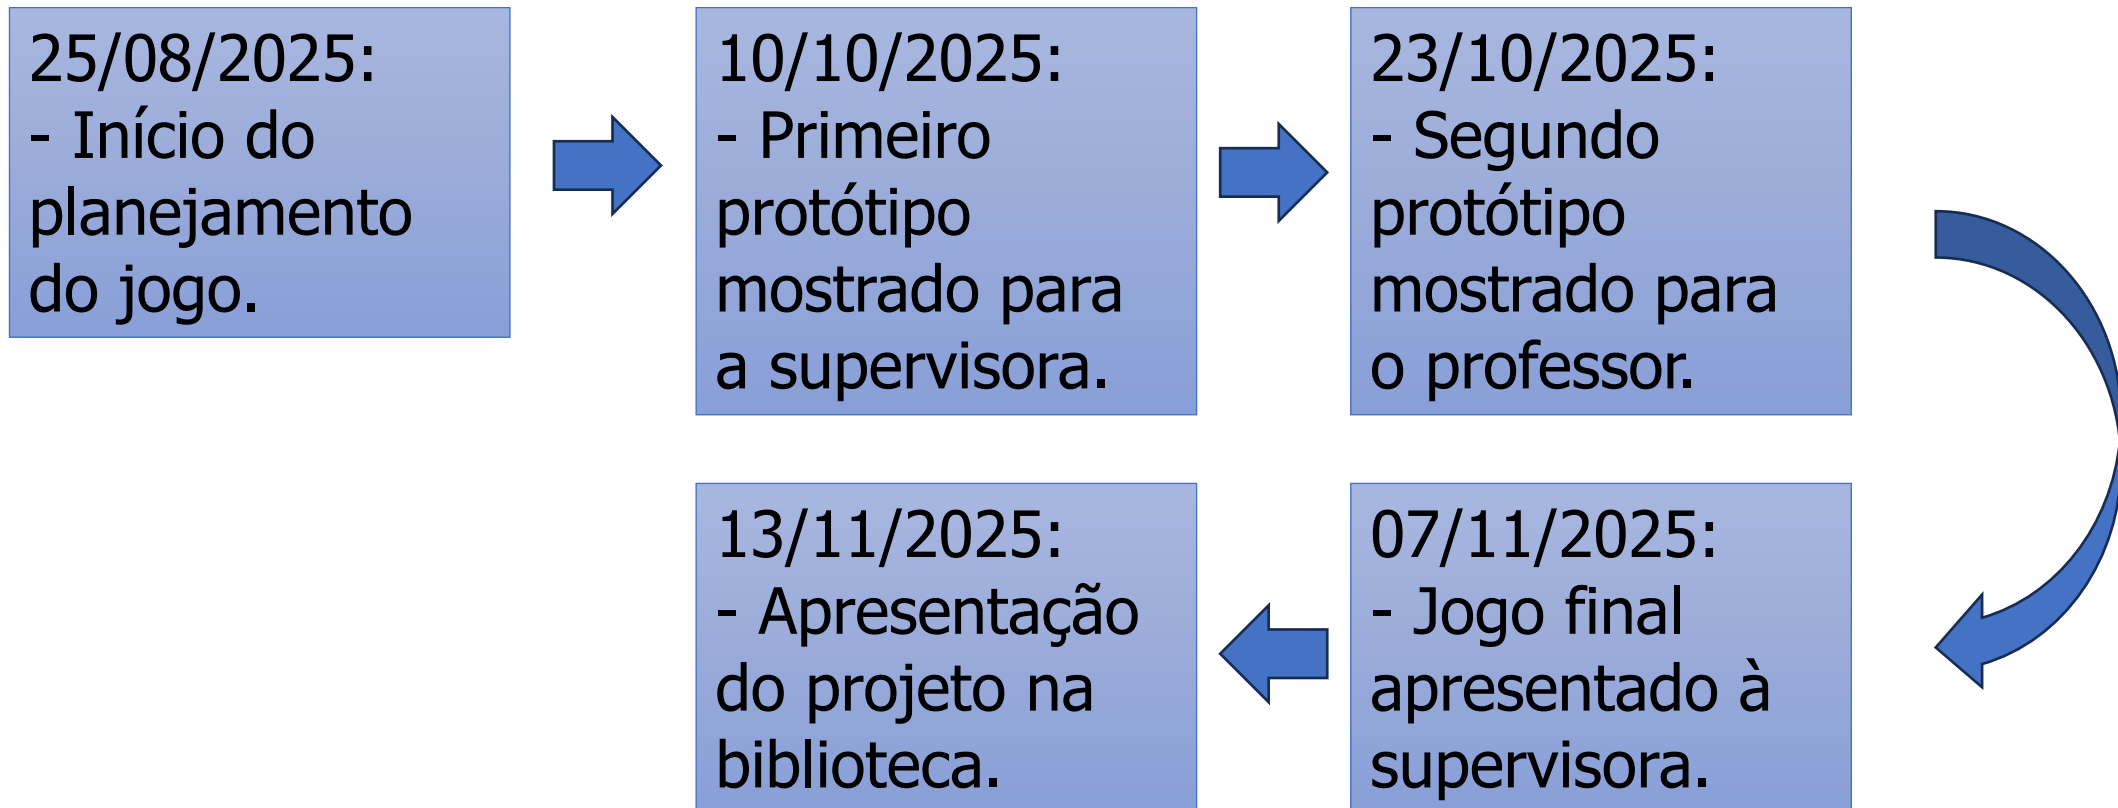 25/08/2025:
- Início do
planejamento
do jogo.
10/10/2025:
- Primeiro
protótipo
mostrado para
a supervisora.
23/10/2025:
- Segundo
protótipo
mostrado para
o professor.
07/11/2025:
- Jogo final
apresentado à
supervisora.
13/11/2025:
- Apresentação
do projeto na
biblioteca.